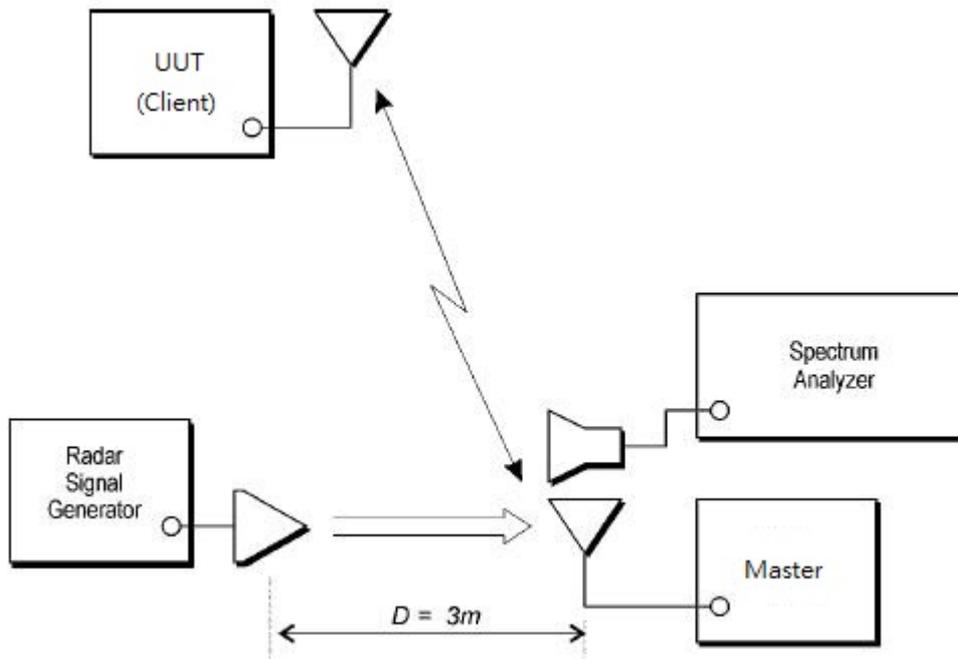 UUT
(Client)
Spectrum
Analyzer
Radar
Signal
Generator
Master
D = 3m